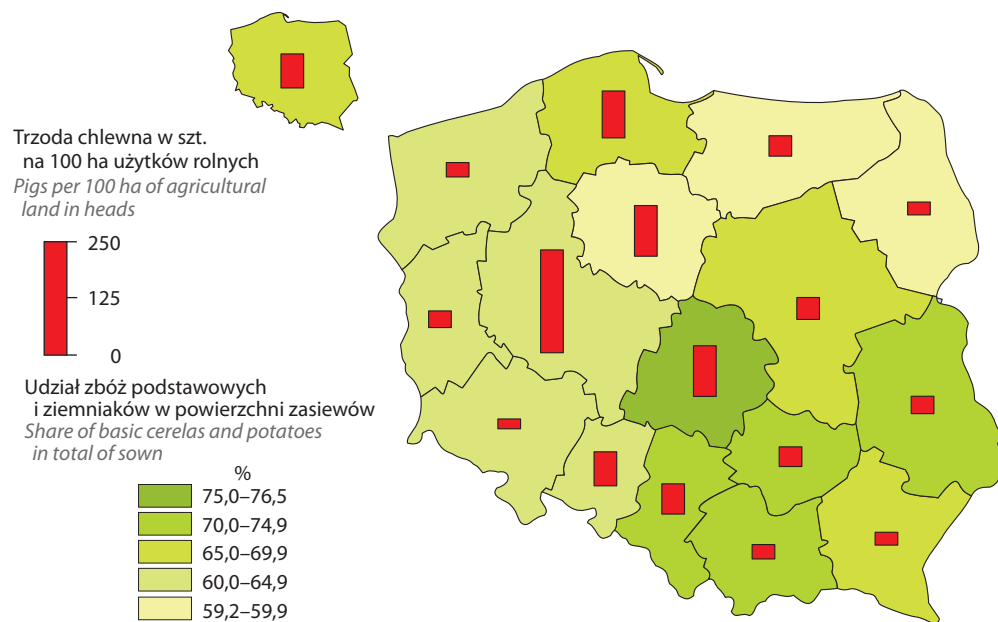 Trzoda chlewna w szt.
na 100 ha użytków rolnych
Pigs per 100 ha of agricultural
land in heads
250
125
0
Udział zbóż podstawowych
i ziemniaków w powierzchni zasiewów
Share of basic cerelas and potatoes
in total of sown
%
75,0–76,5
70,0–74,9
65,0–69,9
60,0–64,9
59,2–59,9